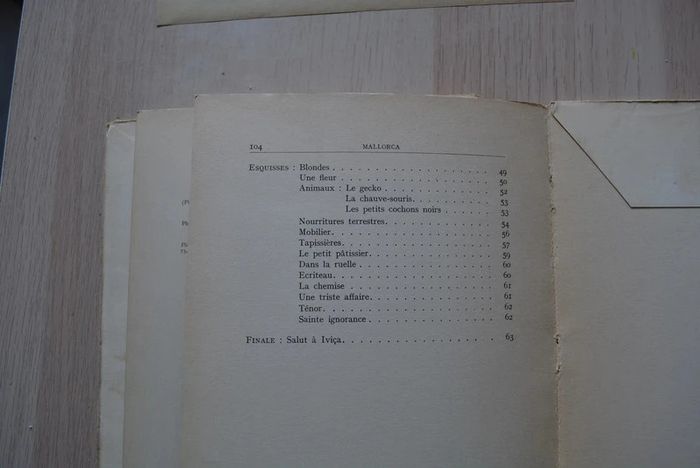 104 MALLORCA
ESQUISSES : Blondes . . . . . . . . . . . . . . . . . 49
Une fleur . . . . . . . . . . . . . . . . 50
Animaux : Le gecko . . . . . . . . . . . . 52
La chauve-souris. . . . . . . . . . 53
Les petits cochons noirs . . . . . . 53
Nourritures terrestres. . . . . . . . . . . . 54
Mobilier . . . . . . . . . . . . . . . . . 56
Tapissières. . . . . . . . . . . . . . . . 57
Le petit pâtissier. . . . . . . . . . . . . 59
Dans la ruelle . . . . . . . . . . . . . . 60
Ecriteau . . . . . . . . . . . . . . . . . 60
La chemise . . . . . . . . . . . . . . . 61
Une triste affaire. . . . . . . . . . . . . 61
Ténor. . . . . . . . . . . . . . . . . . 62
Sainte ignorance . . . . . . . . . . . . . 62
FINALE : Salut à Iviça. . . . . . . . . . . . . . . . 63